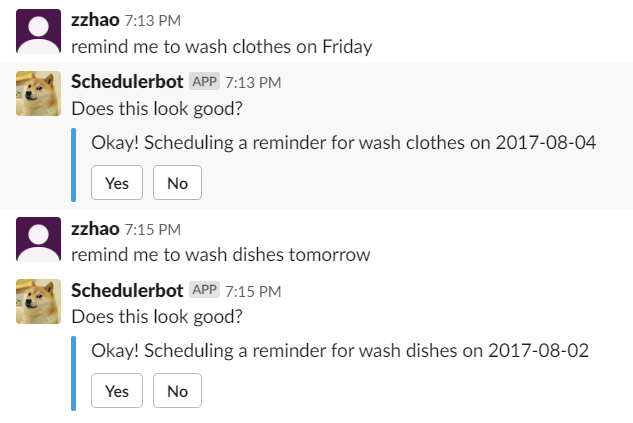 zzhao 7:13 PM
remind me to wash clothes on Friday
Schedulerbot APP 7:13 PM
Does this look good?
Okay! Scheduling a reminder for wash clothes on 2017-08-04
Yes No
zzhao 7:15 PM
remind me to wash dishes tomorrow
Schedulerbot APP 7:15 PM
Does this look good?
Okay! Scheduling a reminder for wash dishes on 2017-08-02
Yes No